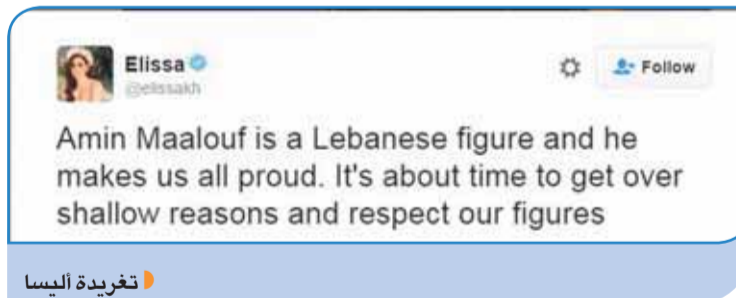 Elissa
@elissakh
Follow
Amin Maalouf is a Lebanese figure and he
makes us all proud. It's about time to get over
shallow reasons and respect our figures
تغريدة أليسا